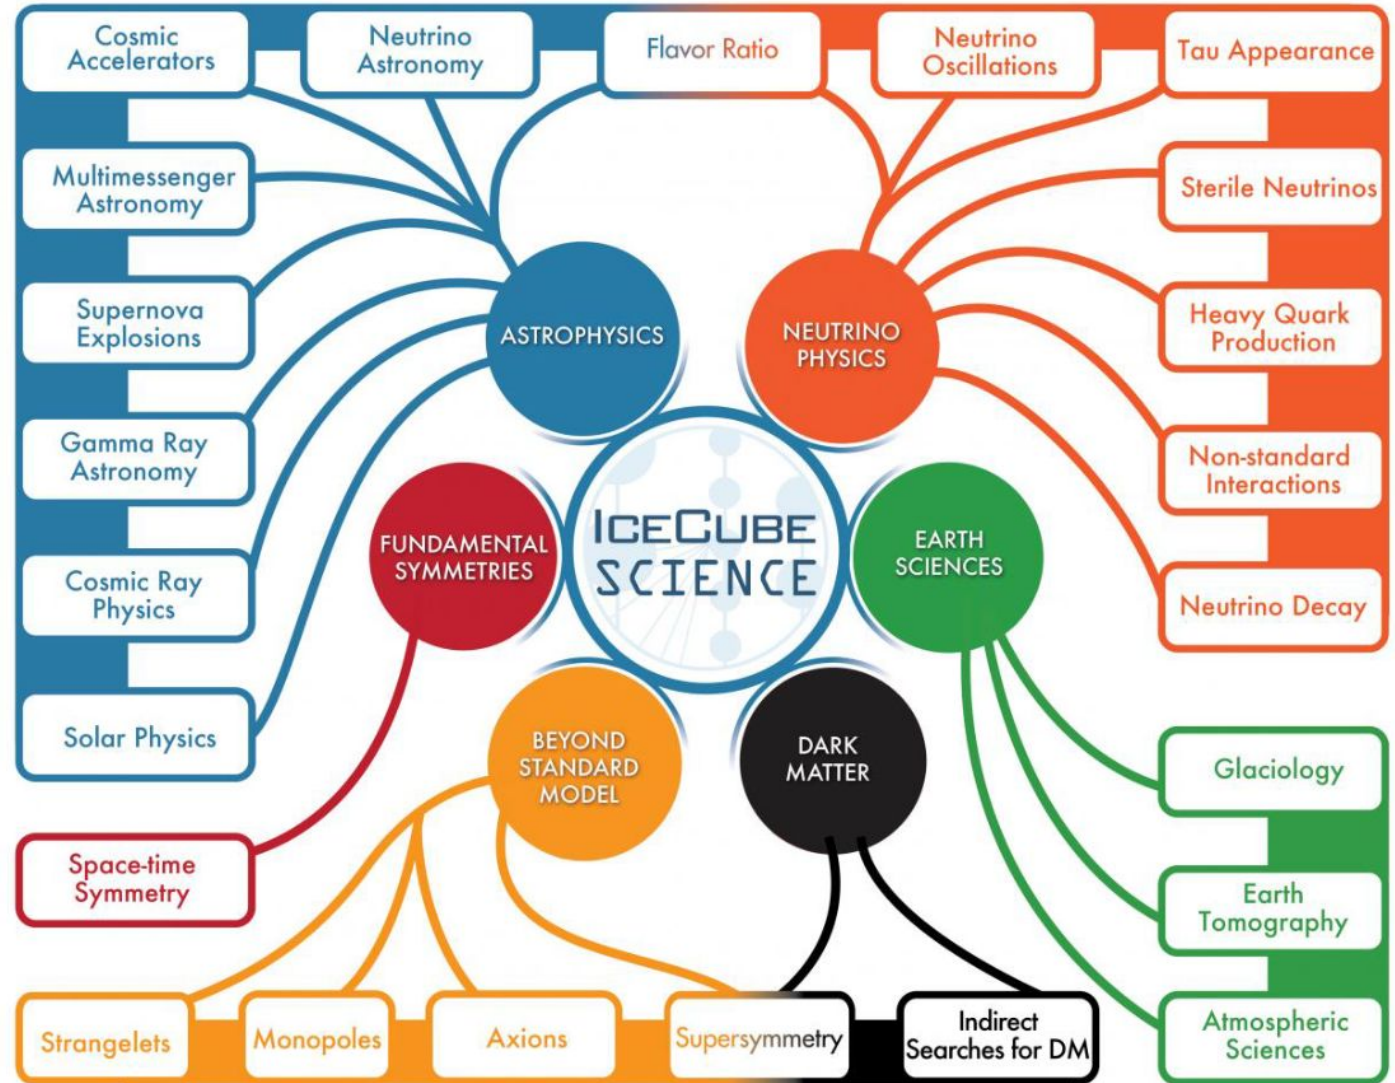 Cosmic
Accelerators
Neutrino
Astronomy
Flavor Ratio
Neutrino
Oscillations
Tau Appearance
Multimessenger
Astronomy
Sterile Neutrinos
Supernova
Explosions
ASTROPHYSICS
NEUTRINO
PHYSICS
Heavy Quark
Production
Gamma Ray
Astronomy
Non-standard
Interactions
FUNDAMENTAL
SYMMETRIES
ICECUBE
SCIENCE
EARTH
SCIENCES
Cosmic Ray
Physics
Neutrino Decay
Solar Physics
BEYOND
STANDARD
MODEL
DARK
MATTER
Glaciology
Space-time
Symmetry
Earth
Tomography
Strangelets
Monopoles
Axions
Supersymmetry
Indirect
Searches for DM
Atmospheric
Sciences